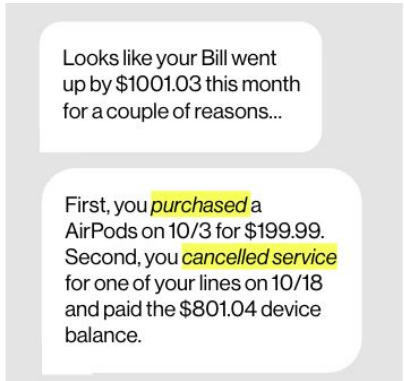 Looks like your Bill went
up by $1001.03 this month
for a couple of reasons...
First, you purchased a
AirPods on 10/3 for $199.99.
Second, you cancelled service
for one of your lines on 10/18
and paid the $801.04 device
balance.